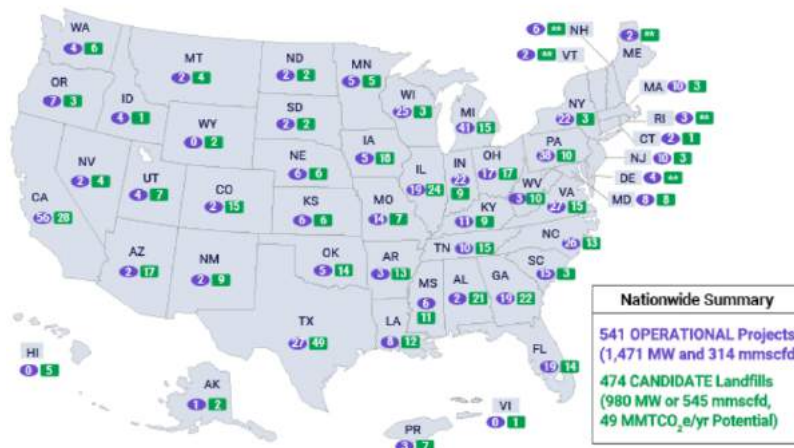 WA
4 6
MT
2 4
ND
2 2
MN
5 5
6 ** NH
2 ** VT
2 **
ME
OR
7 3
ID
4 1
WY
0 2
SD
2 2
WI
25 3
MI
41 15
NY
22 3
MA 10 3
RI 3 **
CT 2 1
NJ 10 3
DE 4 **
MD 8 8
NV
2 4
UT
4 7
CO
2 15
NE
6 6
IA
5 10
IL
19 24
IN
22
9
OH
17 17
PA
38 10
WV
3 10
VA
27 15
CA
56 28
KS
6 6
MO
14 7
KY
11 9
AZ
2 17
NM
2 9
OK
5 14
AR
3 13
TN 10 15
NC
26 13
SC
15 3
MS
6
11
AL
2 21
GA
19 22
TX
27 49
LA
8 12
FL
19 14
HI
0 5
AK
1 2
PR
3 7
VI
0 1
Nationwide Summary
541 OPERATIONAL Projects
(1,471 MW and 314 mmscfd)
474 CANDIDATE Landfills
(980 MW or 545 mmscfd,
49 MMTCO₂e/yr Potential)